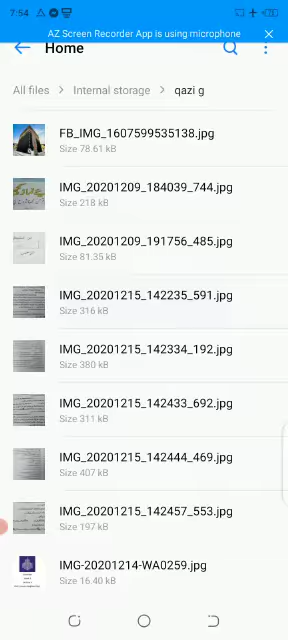 7:54
AZ Screen Recorder App is using microphone
Home
All files > Internal storage > qazi g
FB_IMG_1607599535138.jpg
Size 78.61 kB
IMG_20201209_184039_744.jpg
Size 218 kB
IMG_20201209_191756_485.jpg
Size 81.35 kB
IMG_20201215_142235_591.jpg
Size 316 kB
IMG_20201215_142334_192.jpg
Size 380 kB
IMG_20201215_142433_692.jpg
Size 311 kB
IMG_20201215_142444_469.jpg
Size 407 kB
IMG_20201215_142457_553.jpg
Size 197 kB
IMG-20201214-WA0259.jpg
Size 16.40 kB